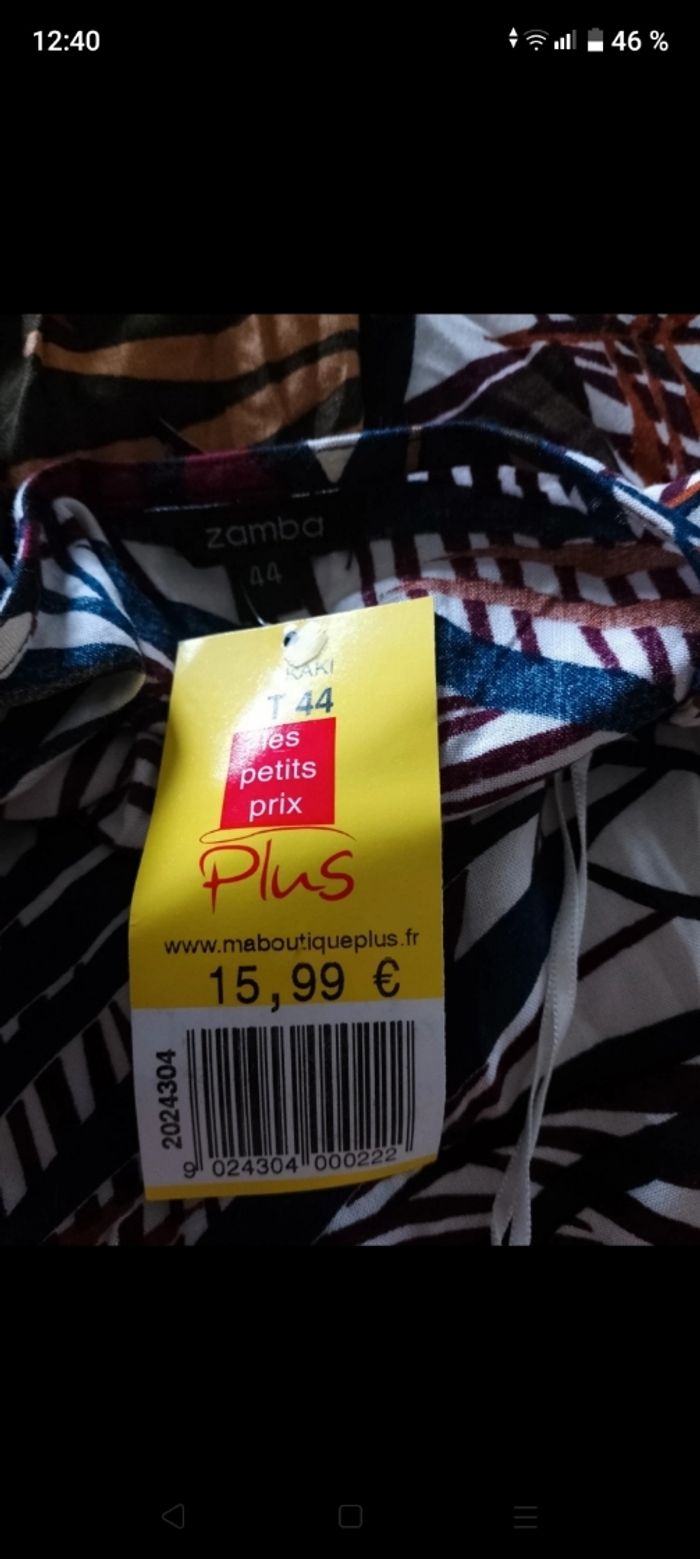 12:40
46 %
zamba
44
KAKI
T 44
les
petits
prix
Plus
www.maboutiqueplus.fr
15,99 €
2024304
9 024304 000222